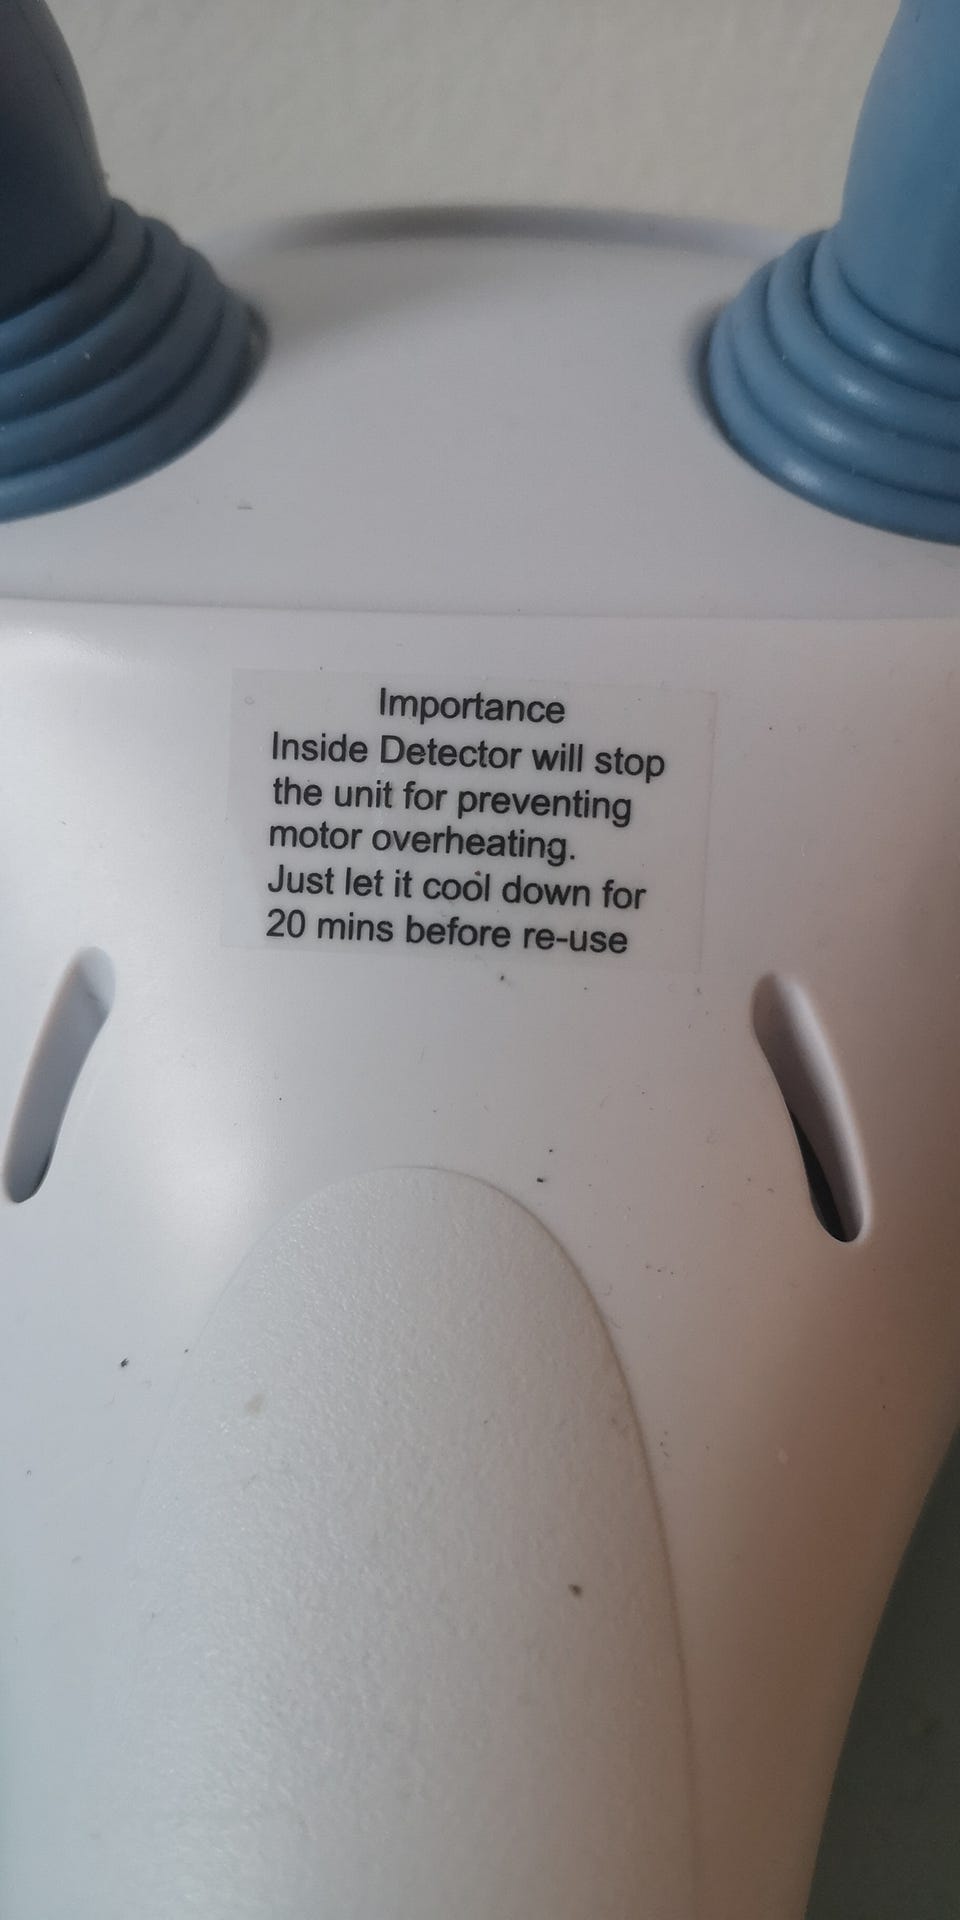 Importance
Inside Detector will stop
the unit for preventing
motor overheating.
Just let it cool down for
20 mins before re-use